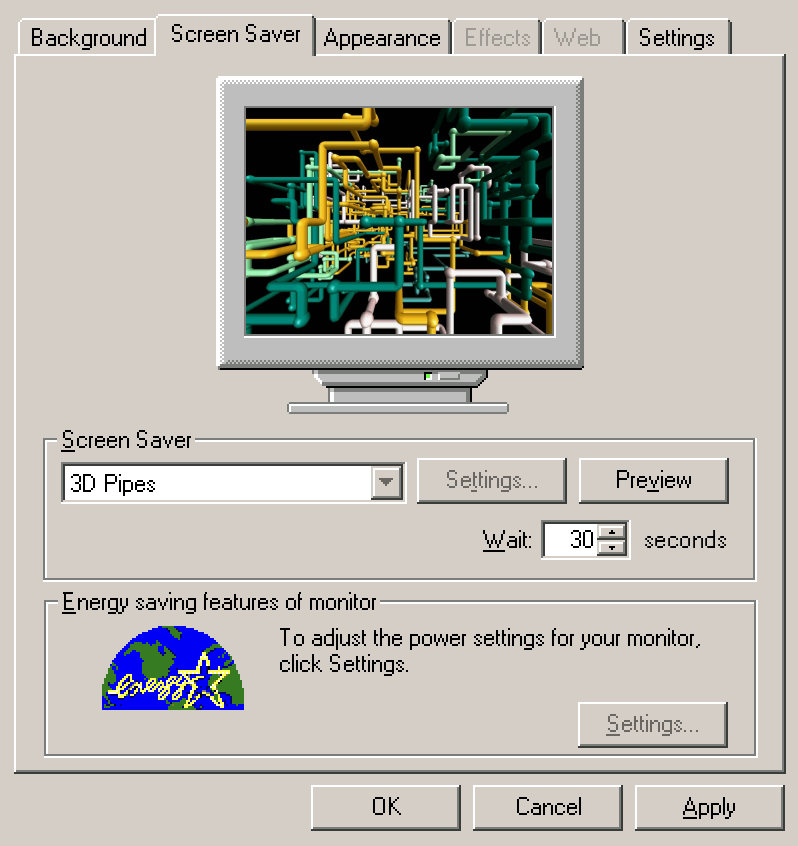 Background Screen Saver Appearance Effects Web Settings
Screen Saver
3D Pipes Settings... Preview
Wait: 30 seconds
Energy saving features of monitor
To adjust the power settings for your monitor,
click Settings.
energy
Settings...
OK Cancel Apply